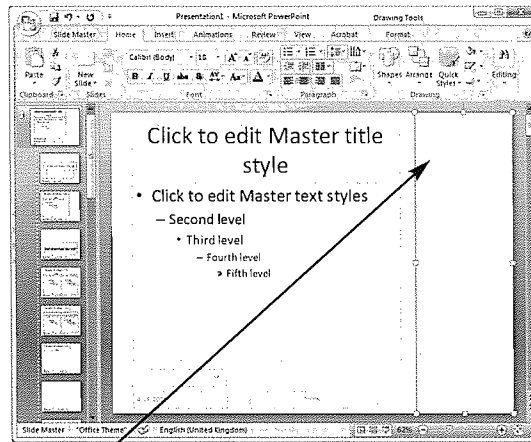 Presentation1 - Microsoft PowerPoint
Drawing Tools
Slide Master
Home
Insert
Animations
Review
View
Acrobat
Format
Paste
New
Slide
Calibri (Body)
18
Shapes
Arrange
Quick
Styles
Editing
Clipboard
Slides
Font
Paragraph
Drawing
1
Click to edit Master title
style
• Click to edit Master text styles
– Second level
• Third level
– Fourth level
» Fifth level
Slide Master
"Office Theme"
English (United Kingdom)
62%